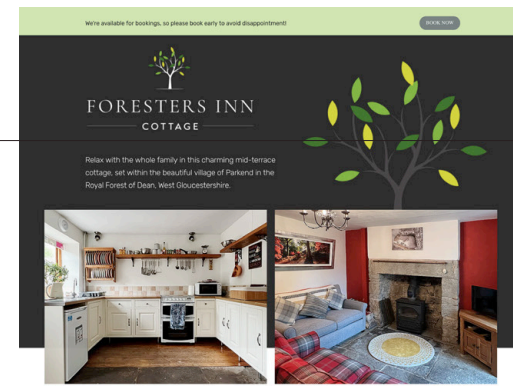 We're available for bookings, so please book early to avoid disappointment!
BOOK NOW
FORESTERS INN
COTTAGE
Relax with the whole family in this charming mid-terrace
cottage, set within the beautiful village of Parkend in the
Royal Forest of Dean, West Gloucestershire.